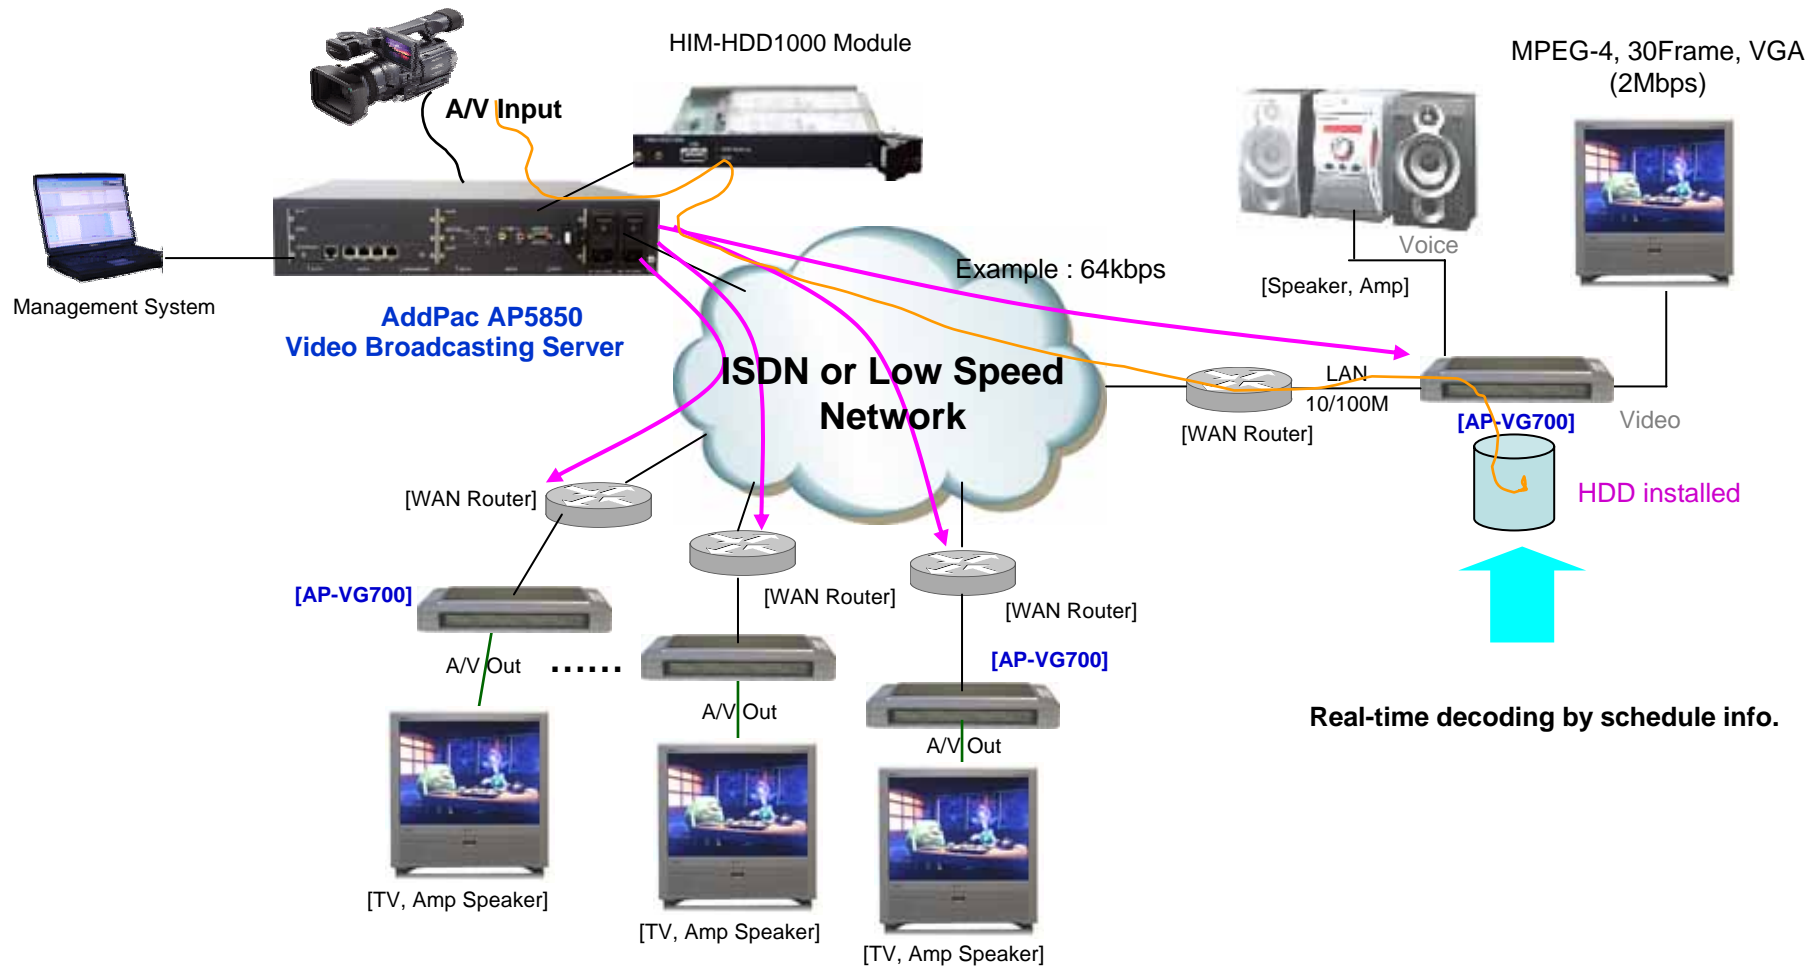 HIM-HDD1000 Module
MPEG-4, 30Frame, VGA
(2Mbps)
A/V Input
Voice
[Speaker, Amp]
Example : 64kbps
Management System
AddPac AP5850
Video Broadcasting Server
ISDN or Low Speed
Network
LAN
10/100M
[WAN Router]
[AP-VG700]
Video
HDD installed
[WAN Router]
[WAN Router]
[WAN Router]
[AP-VG700]
[AP-VG700]
A/V Out
......
A/V Out
A/V Out
Real-time decoding by schedule info.
[TV, Amp Speaker]
[TV, Amp Speaker]
[TV, Amp Speaker]